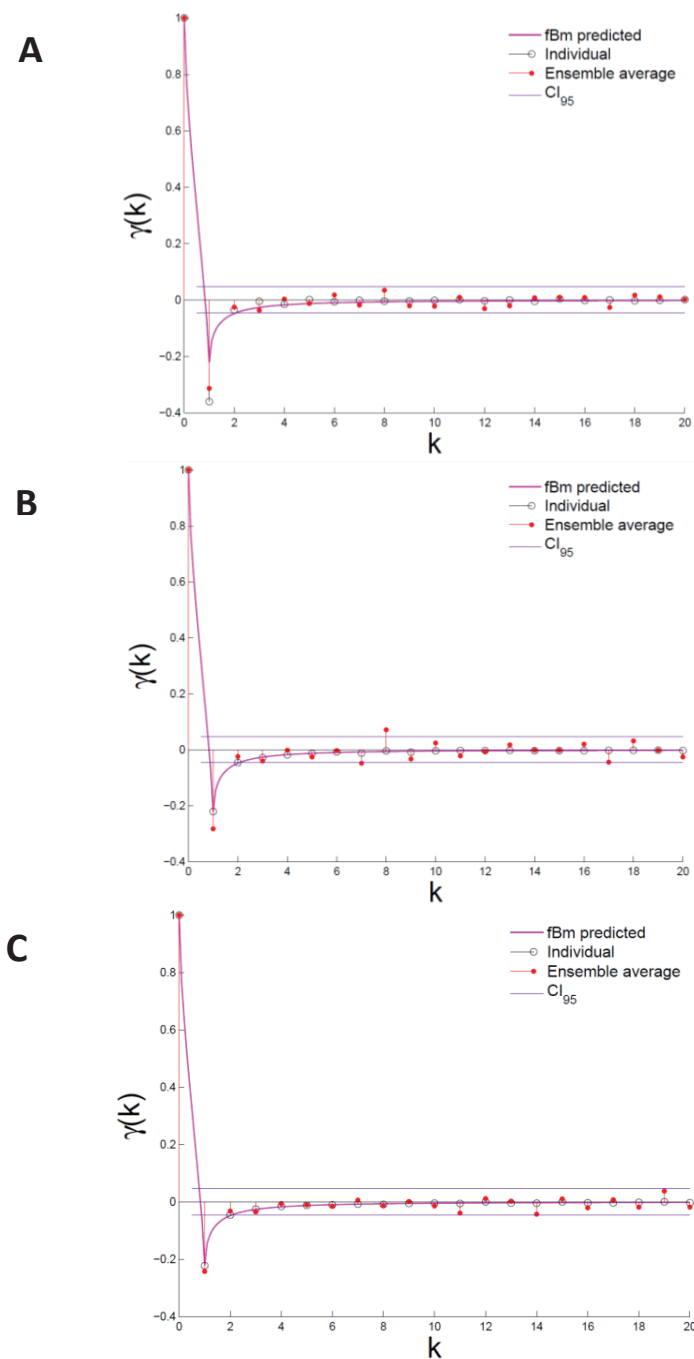 A
fBm predicted
Individual
Ensemble average
CI95
1
0.8
0.6
0.4
0.2
0
−0.2
−0.4
γ(k)
0 2 4 6 8 10 12 14 16 18 20
k
B
fBm predicted
Individual
Ensemble average
CI95
1
0.8
0.6
0.4
0.2
0
−0.2
−0.4
γ(k)
0 2 4 6 8 10 12 14 16 18 20
k
C
fBm predicted
Individual
Ensemble average
CI95
1
0.8
0.6
0.4
0.2
0
−0.2
−0.4
γ(k)
0 2 4 6 8 10 12 14 16 18 20
k